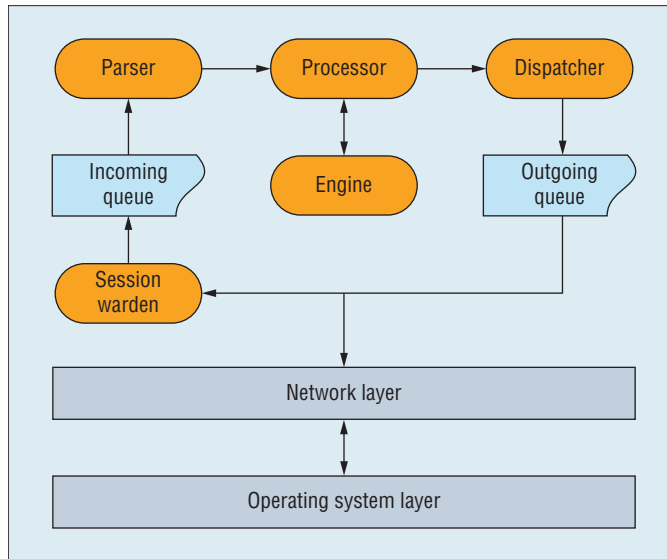 Parser
Processor
Dispatcher
Incoming
queue
Engine
Outgoing
queue
Session
warden
Network layer
Operating system layer